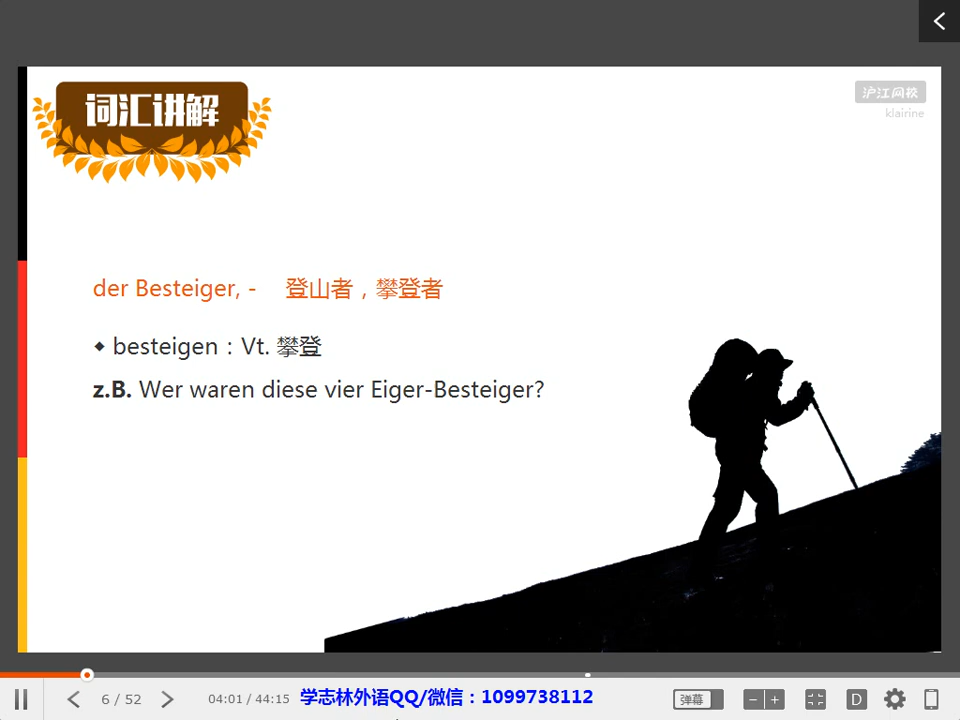 词汇讲解
沪江网校
klairine
der Besteiger, - 登山者，攀登者
◆ besteigen：Vt. 攀登
z.B. Wer waren diese vier Eiger-Besteiger?
6 / 52
04:01 / 44:15
学志林外语QQ/微信：1099738112
弹幕
D